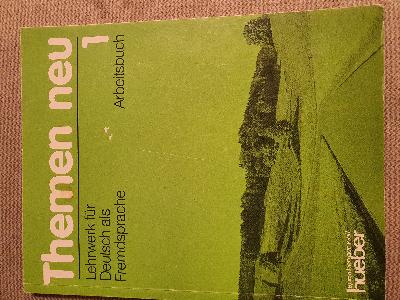 Themen neu
1
Lehrwerk für
Deutsch als
Fremdsprache
Arbeitsbuch
hueber